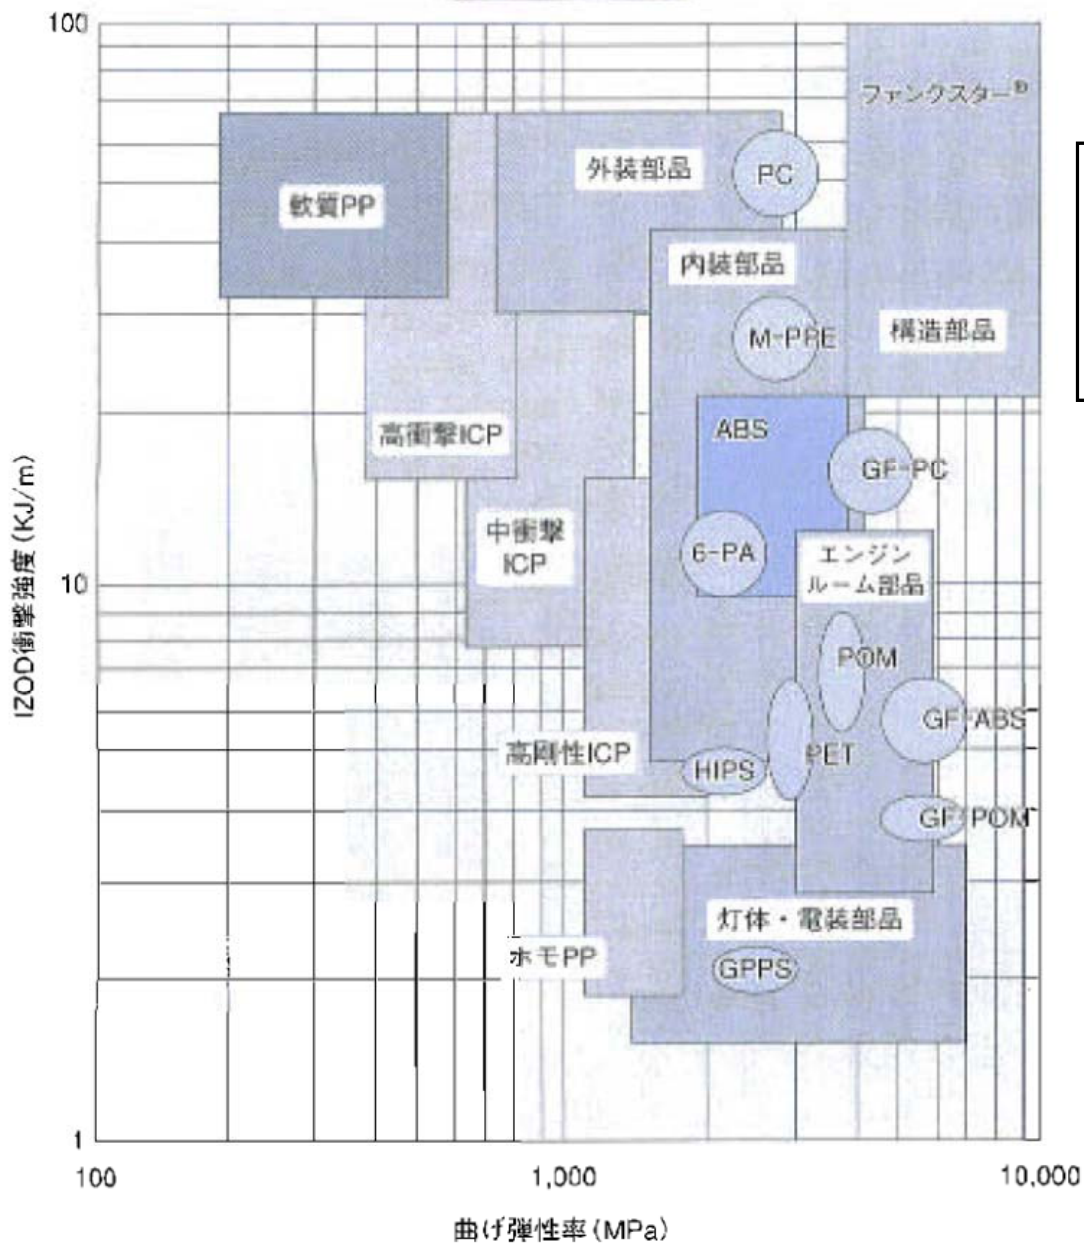 100
ファンクスター®
外装部品
PC
軟質PP
内装部品
M-PRE
構造部品
ABS
高衝撃ICP
GF-PC
中衝撃
ICP
6-PA
エンジン
ルーム部品
10
POM
GF-ABS
高剛性ICP
HIPS
PET
GF-POM
灯体・電装部品
ホモPP
GPPS
1
100
1,000
10,000
IZOD衝撃強度(KJ/m)
曲げ弾性率(MPa)